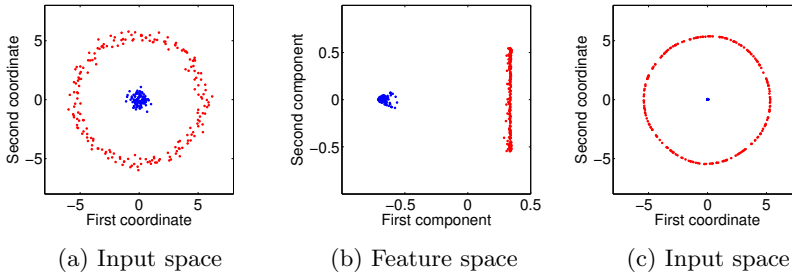 Second coordinate
5
0
−5
−5
0
5
First coordinate
(a) Input space
Second component
0.5
0
−0.5
−0.5
0
0.5
First component
(b) Feature space
Second coordinate
5
0
−5
−5
0
5
First coordinate
(c) Input space